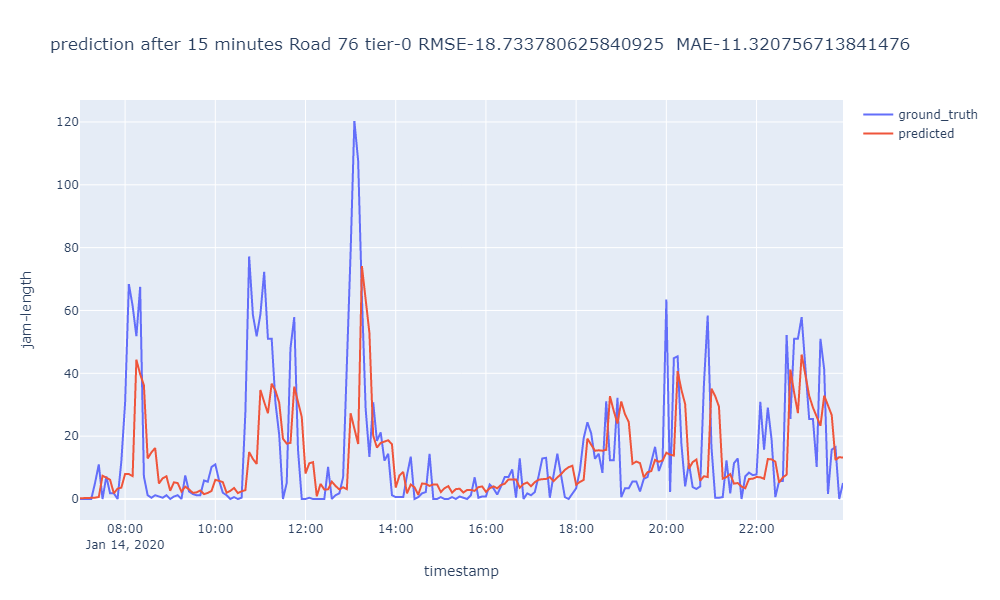 prediction after 15 minutes Road 76 tier-0 RMSE-18.733780625840925  MAE-11.320756713841476
ground_truth
predicted
120
100
80
60
40
20
0
jam-length
08:00 10:00 12:00 14:00 16:00 18:00 20:00 22:00
Jan 14, 2020
timestamp